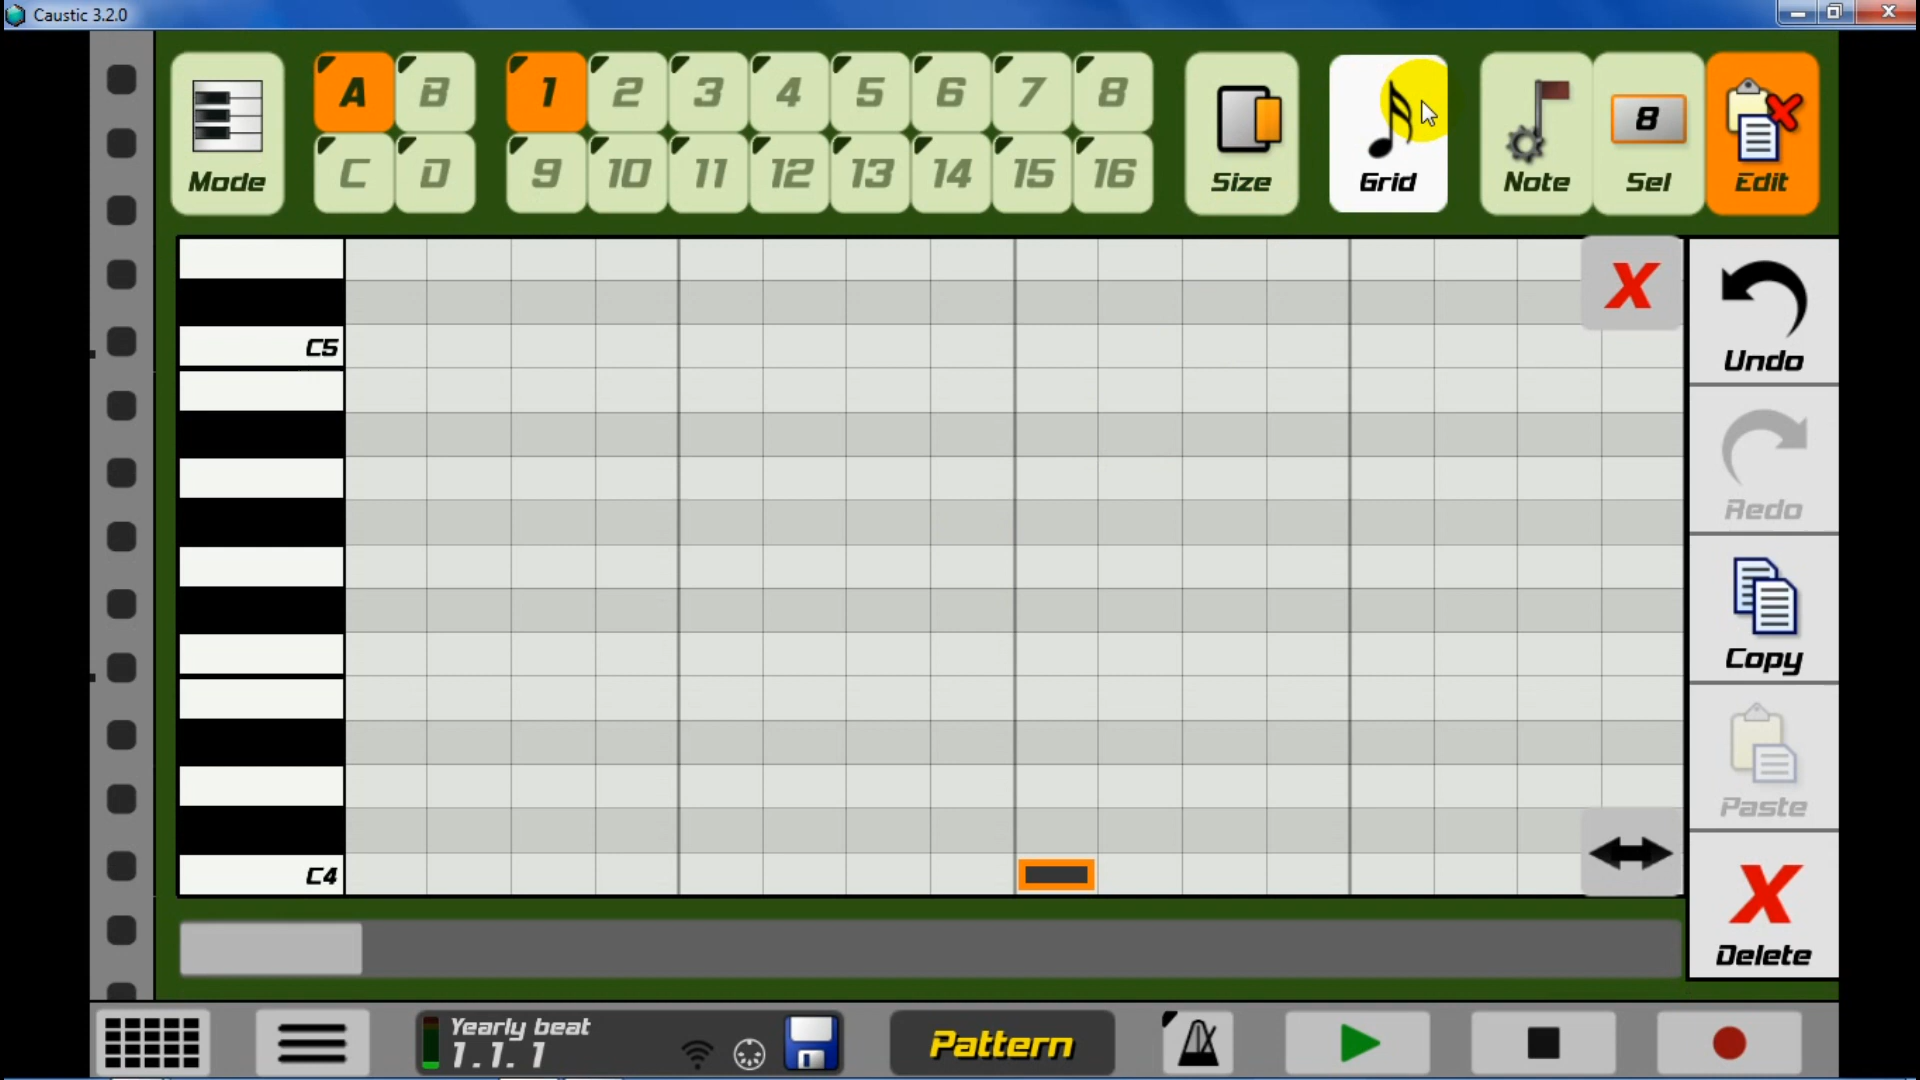 Caustic 3.2.0
Mode
A B
C D
1 2 3 4 5 6 7 8
9 10 11 12 13 14 15 16
Size
Grid
Note
8
Sel
Edit
X
C5
C4
Undo
Redo
Copy
Paste
Delete
Yearly beat
1. 1. 1
Pattern